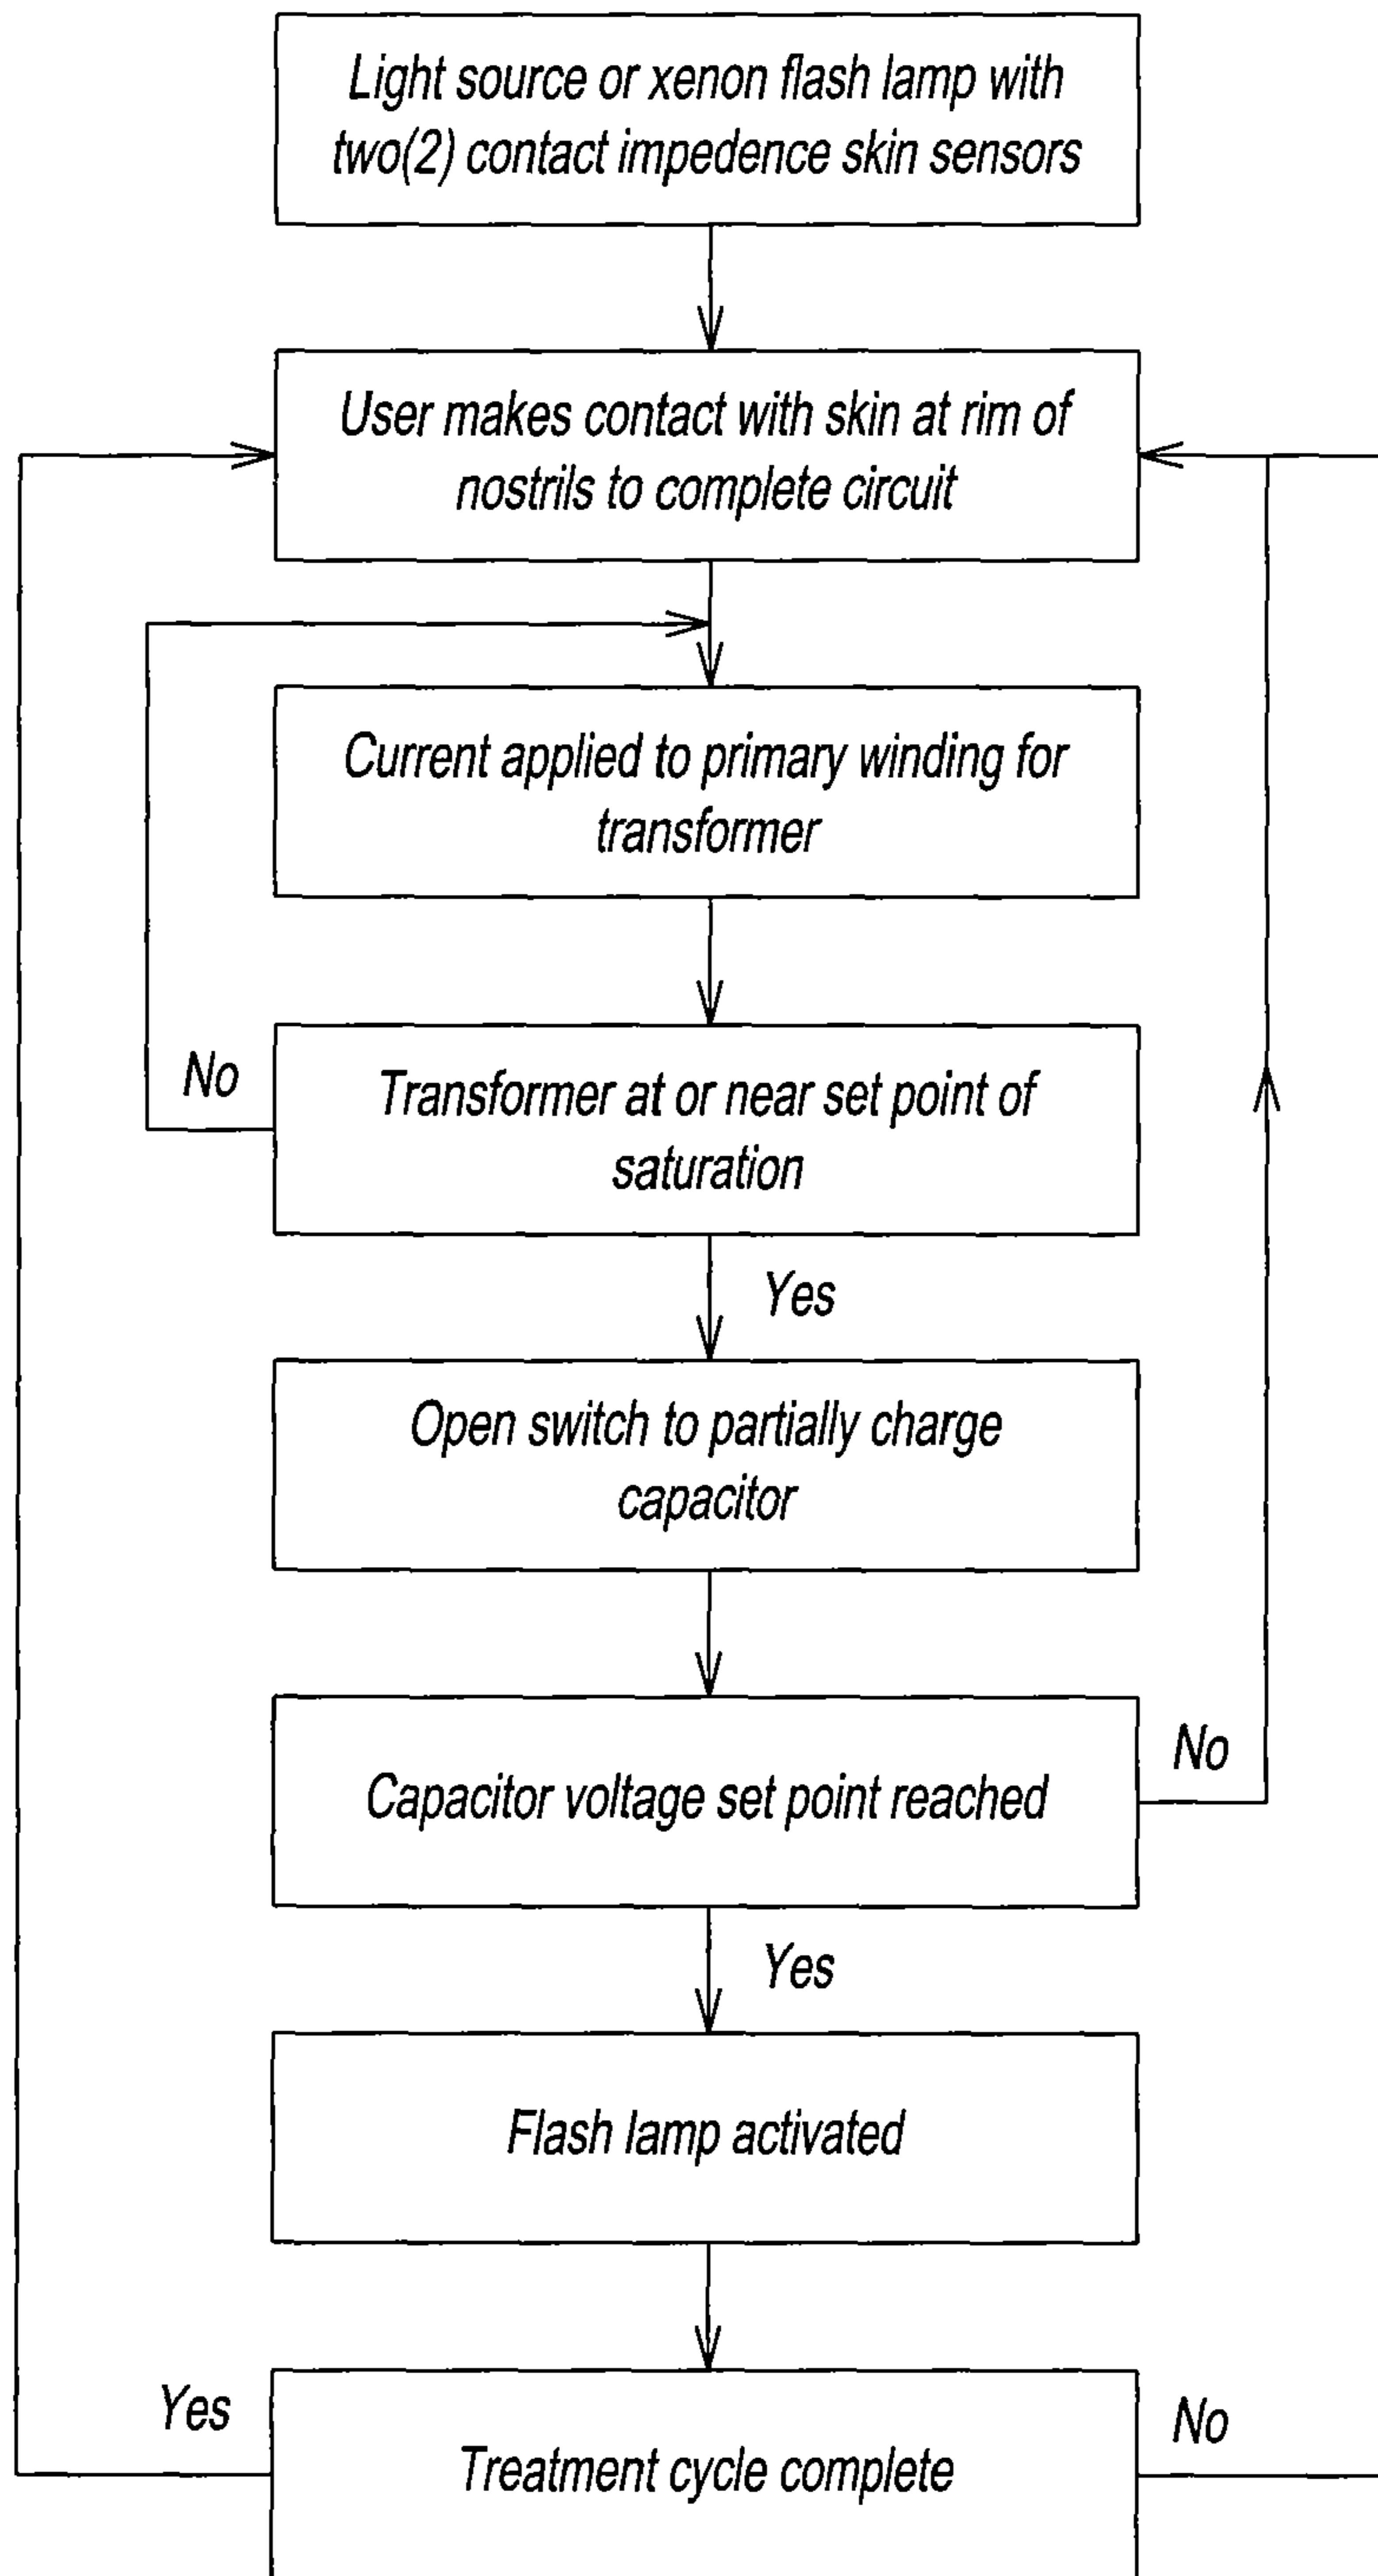 Light source or xenon flash lamp with
two(2) contact impedence skin sensors
User makes contact with skin at rim of
nostrils to complete circuit
Current applied to primary winding for
transformer
No
Transformer at or near set point of
saturation
Yes
Open switch to partially charge
capacitor
No
Capacitor voltage set point reached
Yes
Flash lamp activated
Yes
No
Treatment cycle complete